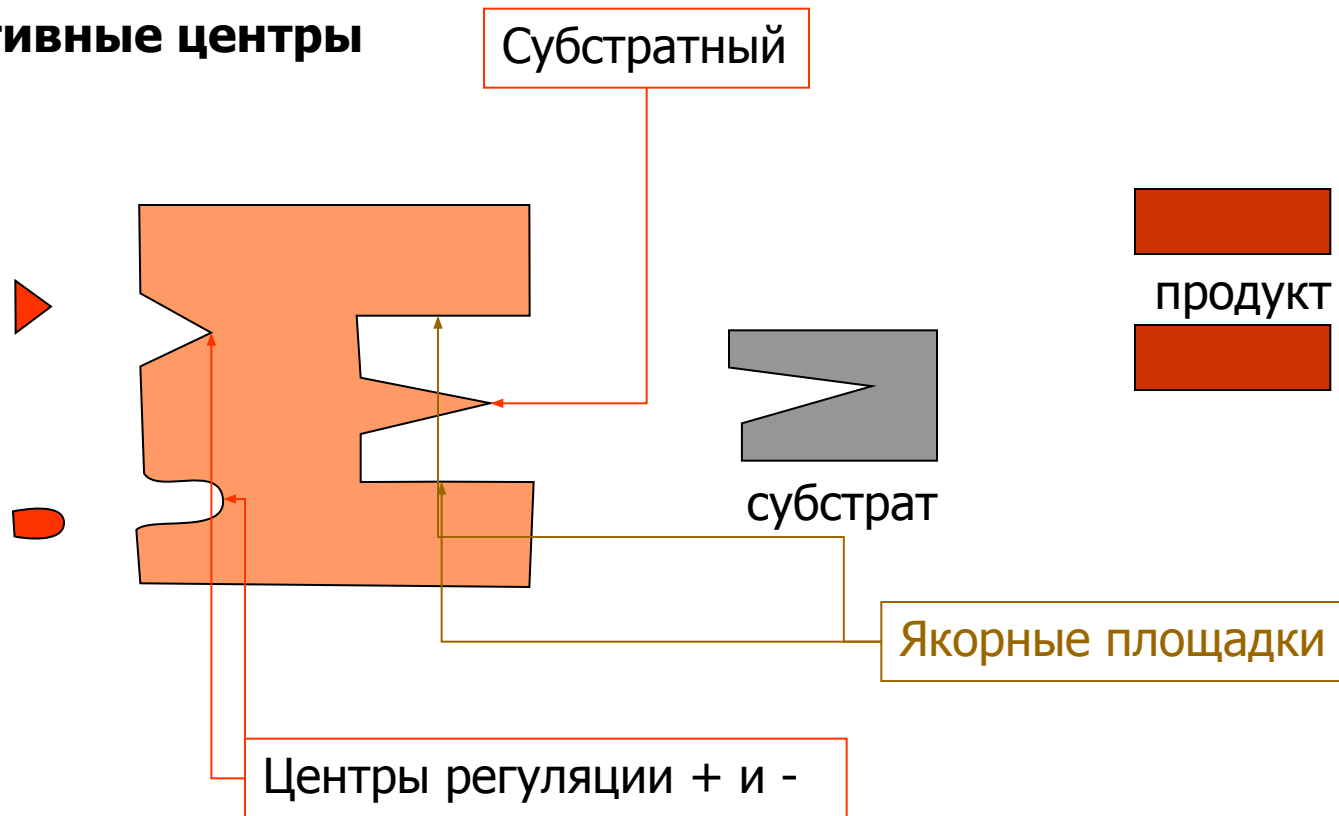 тивные центры
Субстратный
продукт
субстрат
Якорные площадки
Центры регуляции + и -